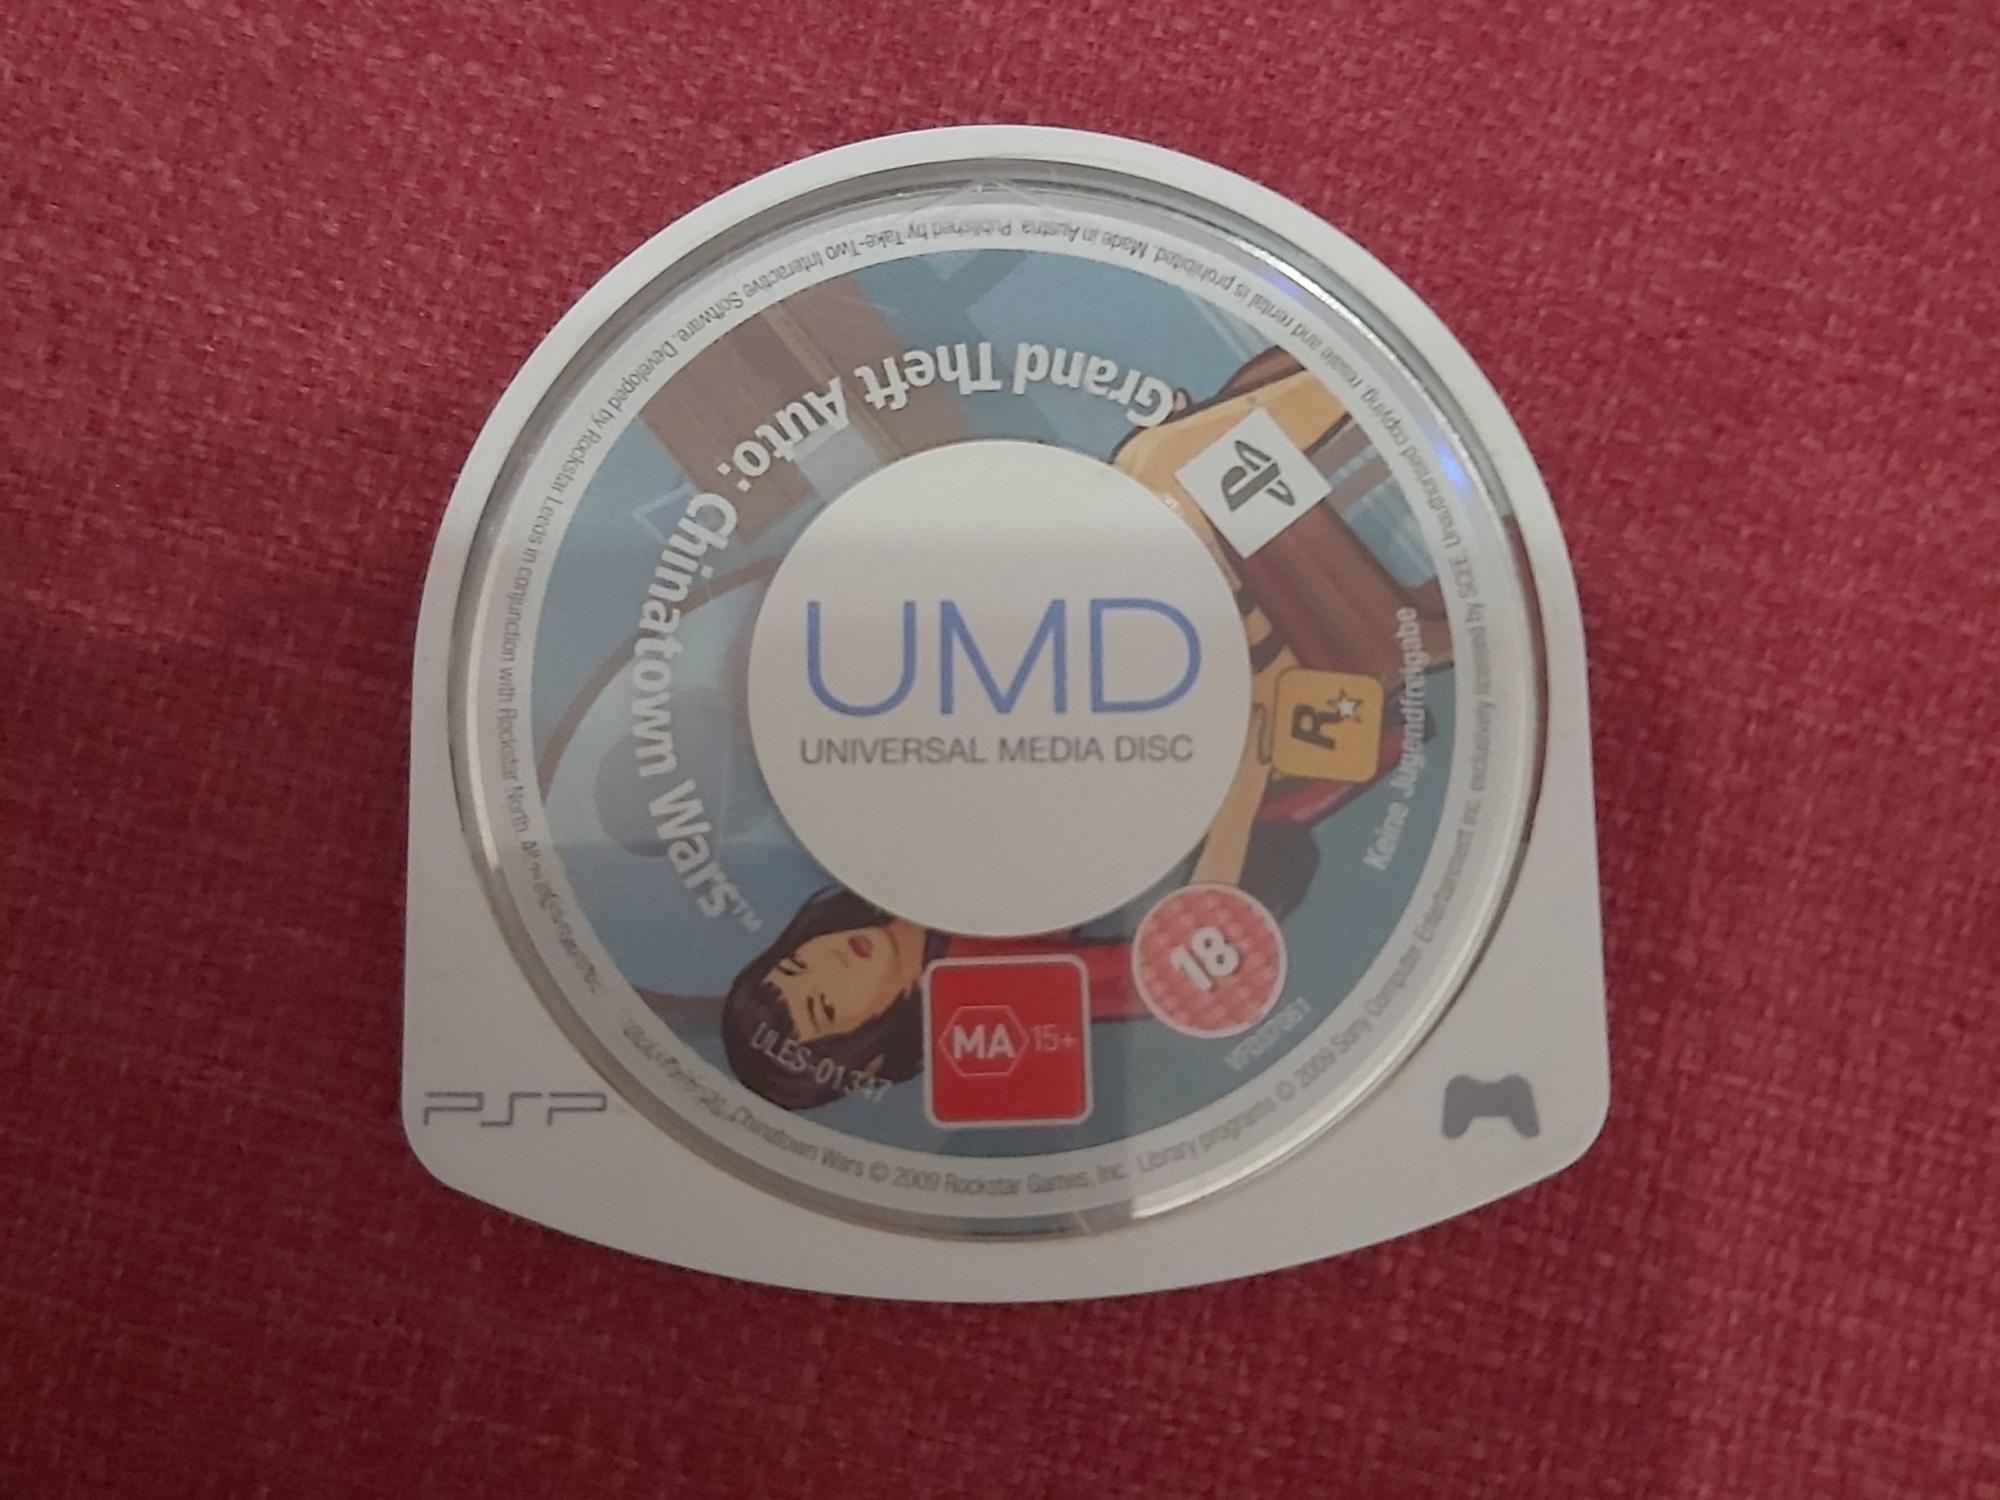 Grand Theft Auto: Chinatown Wars™
UMD
UNIVERSAL MEDIA DISC
R
Keine Jugendfreigabe
18
MA 15+
ULES-01347
PSP
Chinatown Wars © 2009 Rockstar Games, Inc. Library programs © 2009 Sony Computer Entertainment Inc. exclusively licensed by SCEE. Unauthorised copying, resale and rental is prohibited. Made in Austria. Published by Take-Two Interactive Software. Developed by Rockstar Leeds in conjunction with Rockstar North.